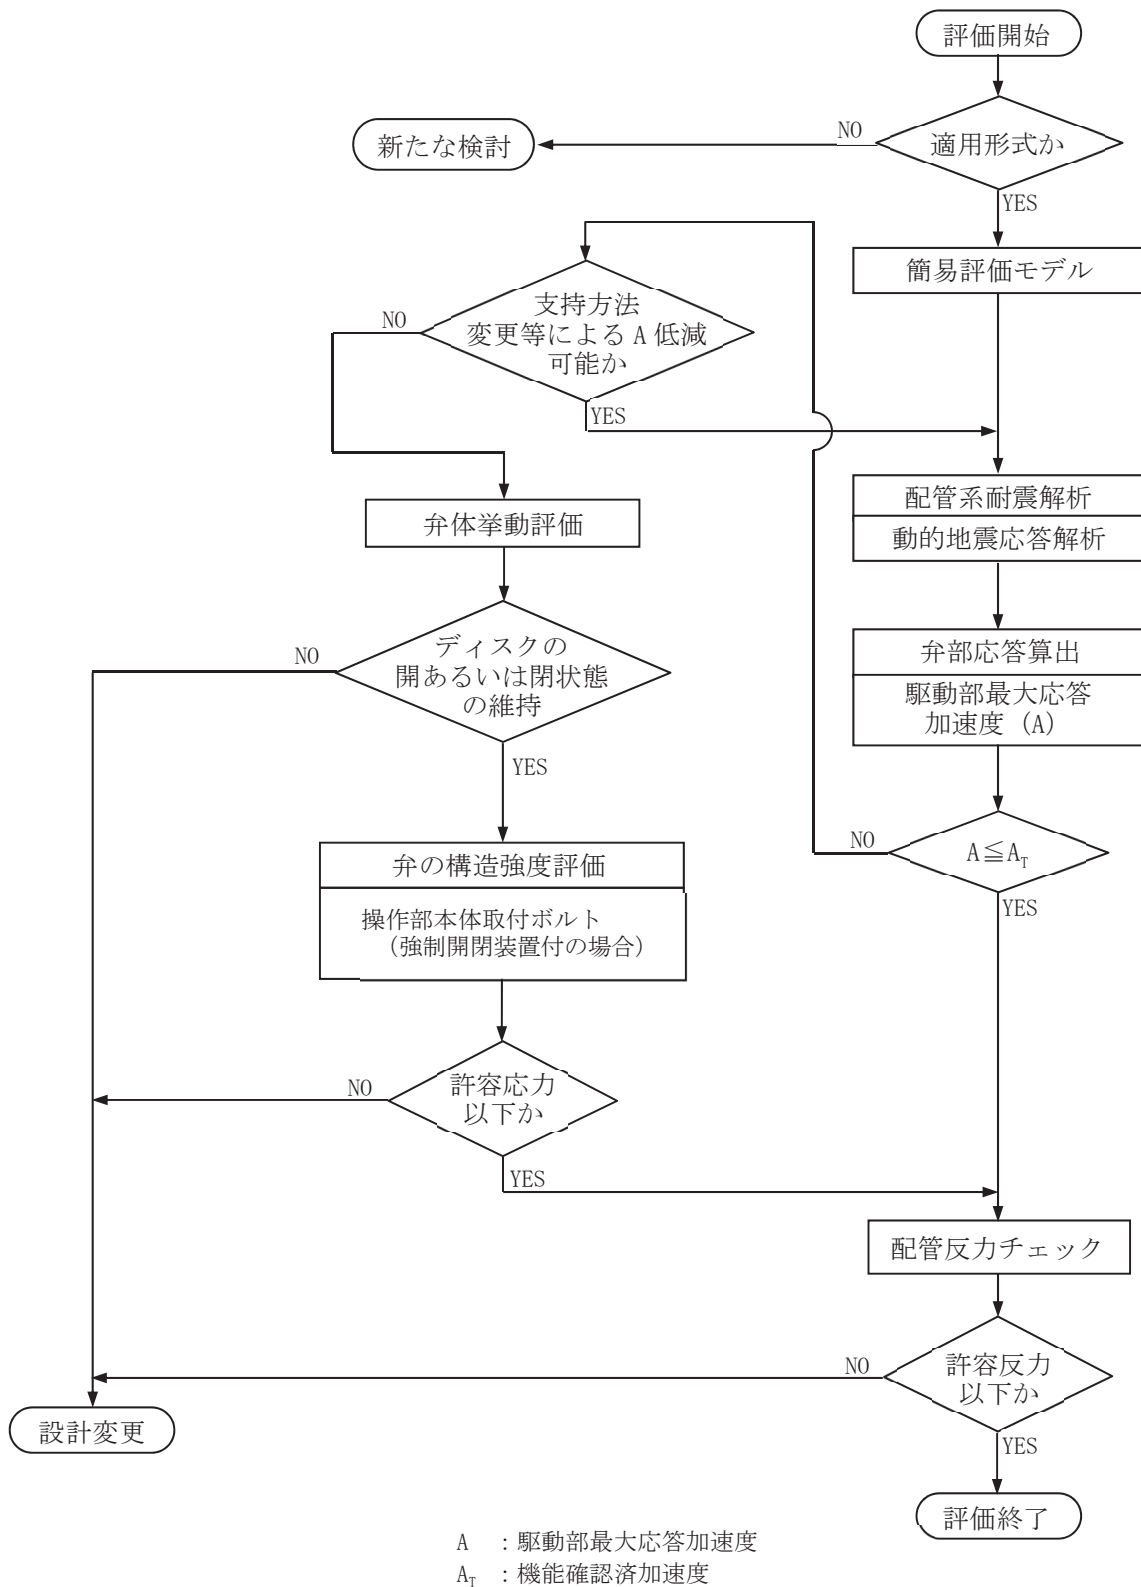 評価開始
適用形式か
NO
YES
新たな検討
簡易評価モデル
支持方法
変更等による A 低減
可能か
NO
YES
配管系耐震解析
動的地震応答解析
弁体挙動評価
弁部応答算出
駆動部最大応答
加速度 (A)
ディスクの
開あるいは閉状態
の維持
NO
YES
A≦A_T
NO
YES
弁の構造強度評価
操作部本体取付ボルト
(強制開閉装置付の場合)
許容応力
以下か
NO
YES
配管反力チェック
許容反力
以下か
NO
YES
設計変更
評価終了
A :駆動部最大応答加速度
A_T :機能確認済加速度